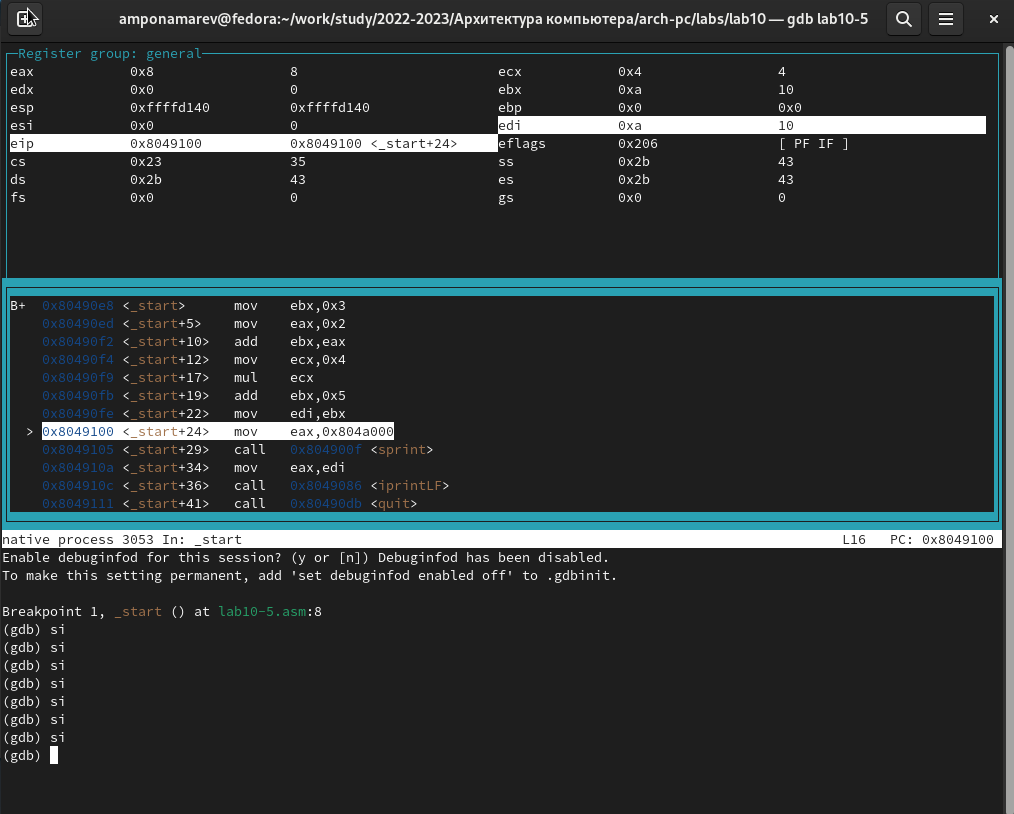 amponamarev@fedora:~/work/study/2022-2023/Архитектура компьютера/arch-pc/labs/lab10 — gdb lab10-5
Register group: general
eax 0x8 8 ecx 0x4 4
edx 0x0 0 ebx 0xa 10
esp 0xffffd140 0xffffd140 ebp 0x0 0x0
esi 0x0 0 edi 0xa 10
eip 0x8049100 0x8049100 <_start+24> eflags 0x206 [ PF IF ]
cs 0x23 35 ss 0x2b 43
ds 0x2b 43 es 0x2b 43
fs 0x0 0 gs 0x0 0
B+ 0x80490e8 <_start> mov ebx,0x3
0x80490ed <_start+5> mov eax,0x2
0x80490f2 <_start+10> add ebx,eax
0x80490f4 <_start+12> mov ecx,0x4
0x80490f9 <_start+17> mul ecx
0x80490fb <_start+19> add ebx,0x5
0x80490fe <_start+22> mov edi,ebx
> 0x8049100 <_start+24> mov eax,0x804a000
0x8049105 <_start+29> call 0x804900f <sprint>
0x804910a <_start+34> mov eax,edi
0x804910c <_start+36> call 0x8049086 <iprintLF>
0x8049111 <_start+41> call 0x80490db <quit>
native process 3053 In: _start L16 PC: 0x8049100
Enable debuginfod for this session? (y or [n]) Debuginfod has been disabled.
To make this setting permanent, add 'set debuginfod enabled off' to .gdbinit.
Breakpoint 1, _start () at lab10-5.asm:8
(gdb) si
(gdb) si
(gdb) si
(gdb) si
(gdb) si
(gdb) si
(gdb) si
(gdb)